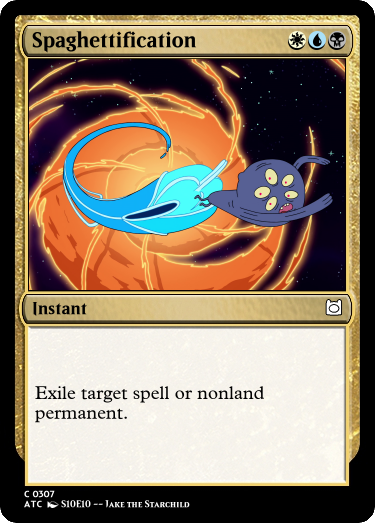 Spaghettification
Instant
Exile target spell or nonland
permanent.
C 0307
ATC S10E10 -- Jake the Starchild